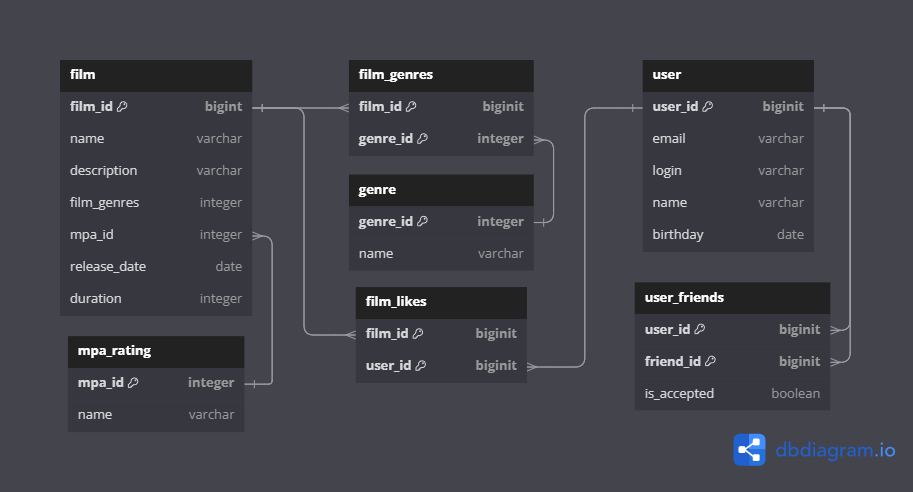 film
film_id bigint
name varchar
description varchar
film_genres integer
mpa_id integer
release_date date
duration integer
mpa_rating
mpa_id integer
name varchar
film_genres
film_id biginit
genre_id integer
genre
genre_id integer
name varchar
film_likes
film_id biginit
user_id biginit
user
user_id biginit
email varchar
login varchar
name varchar
birthday date
user_friends
user_id biginit
friend_id biginit
is_accepted boolean
dbdiagram.io